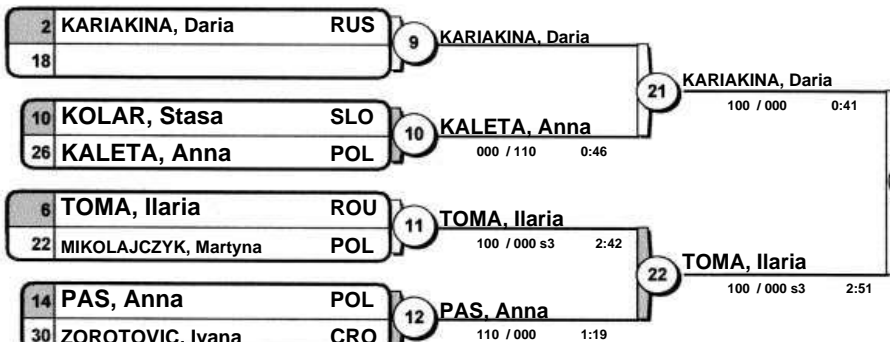 2 KARIAKINA, Daria RUS
18
9 KARIAKINA, Daria
10 KOLAR, Stasa SLO
26 KALETA, Anna POL
10 KALETA, Anna
000 / 110 0:46
21 KARIAKINA, Daria
100 / 000 0:41
6 TOMA, Ilaria ROU
22 MIKOLAJCZYK, Martyna POL
11 TOMA, Ilaria
100 / 000 s3 2:42
14 PAS, Anna POL
30 ZOROTOVIC, Ivana CRO
12 PAS, Anna
110 / 000 1:19
22 TOMA, Ilaria
100 / 000 s3 2:51